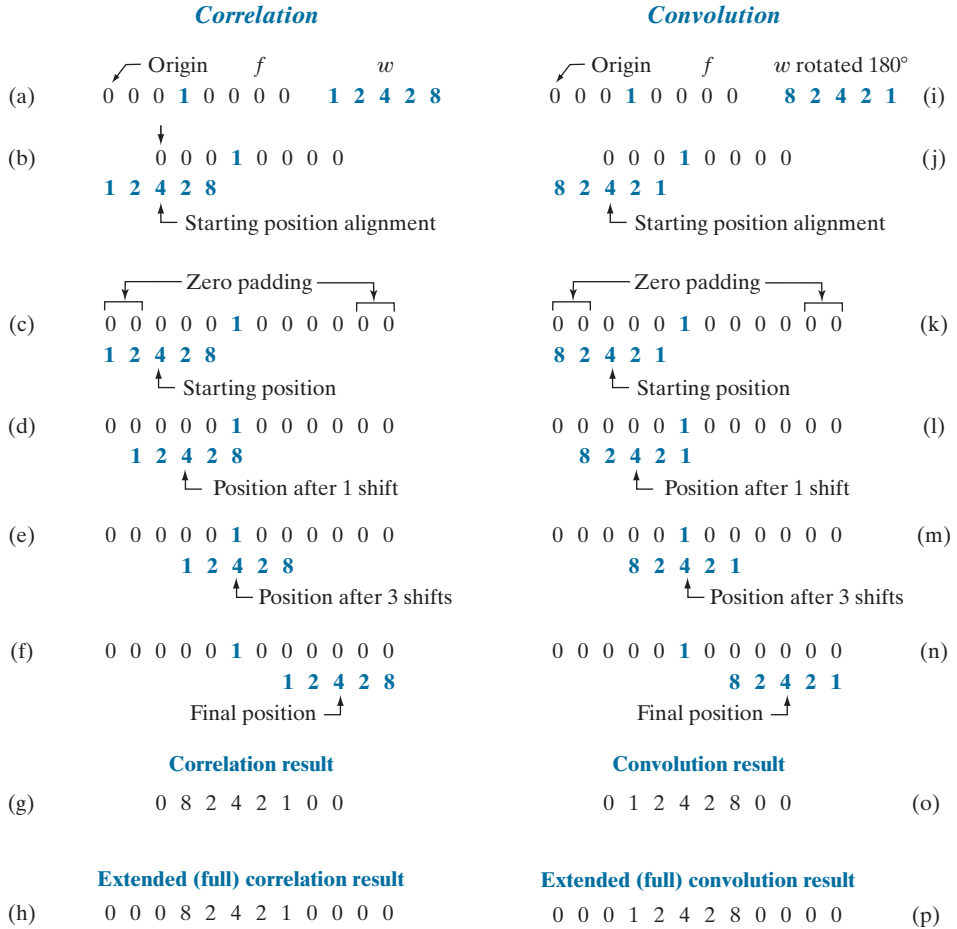 Correlation Convolution
Origin f w Origin f w rotated 180°
(a) 0 0 0 1 0 0 0 0 1 2 4 2 8 0 0 0 1 0 0 0 0 8 2 4 2 1 (i)
(b) 0 0 0 1 0 0 0 0 0 0 0 1 0 0 0 0 (j)
1 2 4 2 8 8 2 4 2 1
Starting position alignment Starting position alignment
Zero padding Zero padding
(c) 0 0 0 0 0 1 0 0 0 0 0 0 0 0 0 0 0 1 0 0 0 0 0 0 (k)
1 2 4 2 8 8 2 4 2 1
Starting position Starting position
(d) 0 0 0 0 0 1 0 0 0 0 0 0 0 0 0 0 0 1 0 0 0 0 0 0 (l)
1 2 4 2 8 8 2 4 2 1
Position after 1 shift Position after 1 shift
(e) 0 0 0 0 0 1 0 0 0 0 0 0 0 0 0 0 0 1 0 0 0 0 0 0 (m)
1 2 4 2 8 8 2 4 2 1
Position after 3 shifts Position after 3 shifts
(f) 0 0 0 0 0 1 0 0 0 0 0 0 0 0 0 0 0 1 0 0 0 0 0 0 (n)
1 2 4 2 8 8 2 4 2 1
Final position Final position
Correlation result Convolution result
(g) 0 8 2 4 2 1 0 0 0 1 2 4 2 8 0 0 (o)
Extended (full) correlation result Extended (full) convolution result
(h) 0 0 0 8 2 4 2 1 0 0 0 0 0 0 0 1 2 4 2 8 0 0 0 0 (p)